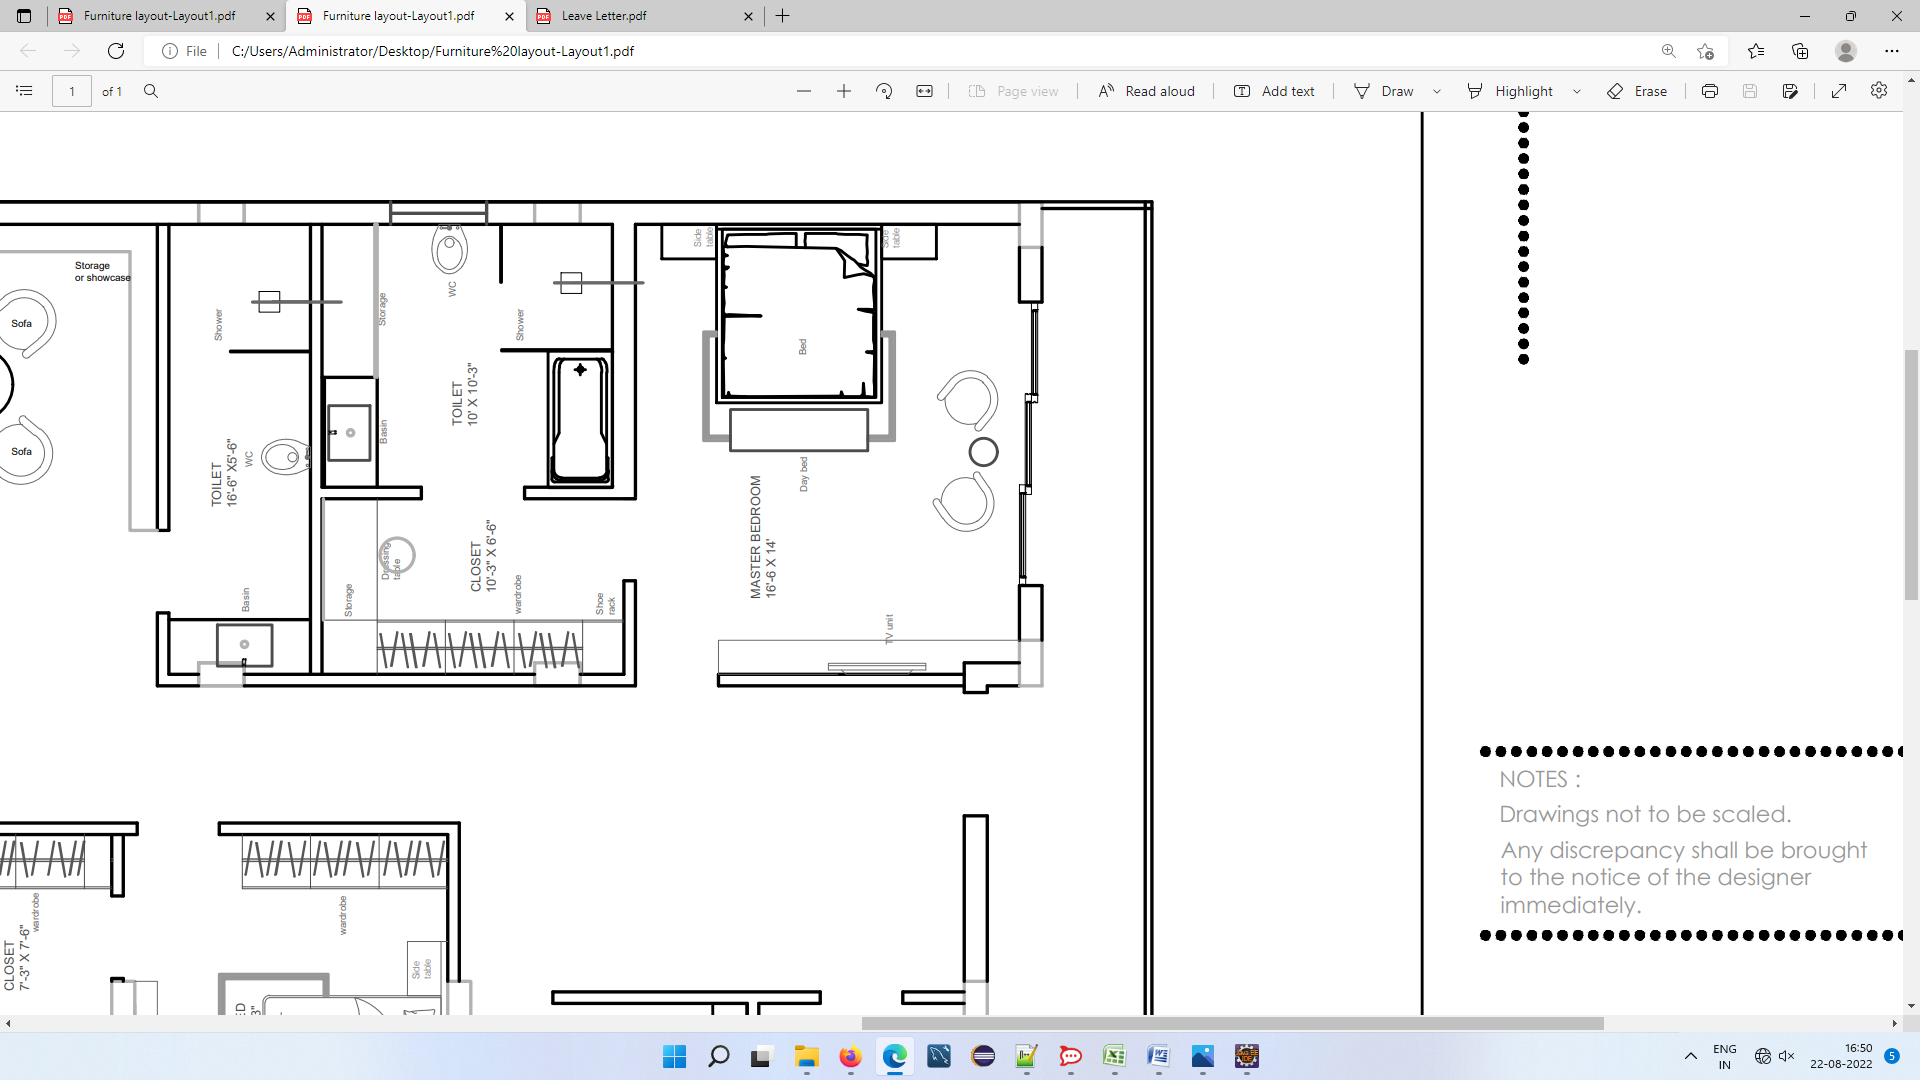 Furniture layout-Layout1.pdf
Furniture layout-Layout1.pdf
Leave Letter.pdf
File
C:/Users/Administrator/Desktop/Furniture%20layout-Layout1.pdf
1
of 1
Page view
Read aloud
Add text
Draw
Highlight
Erase
Storage
or showcase
Sofa
Sofa
Shower
TOILET
16'-6" X5'-6"
WC
Basin
Storage
WC
Shower
TOILET
10' X 10'-3"
Basin
Dressing
table
Storage
CLOSET
10'-3" X 6'-6"
wardrobe
Shoe
rack
Side
table
Side
table
Bed
Day bed
MASTER BEDROOM
16'-6 X 14'
TV unit
wardrobe
CLOSET
7'-3" X 7'-6"
wardrobe
Side
table
NOTES :
Drawings not to be scaled.
Any discrepancy shall be brought
to the notice of the designer
immediately.
ENG
IN
16:50
22-08-2022
5